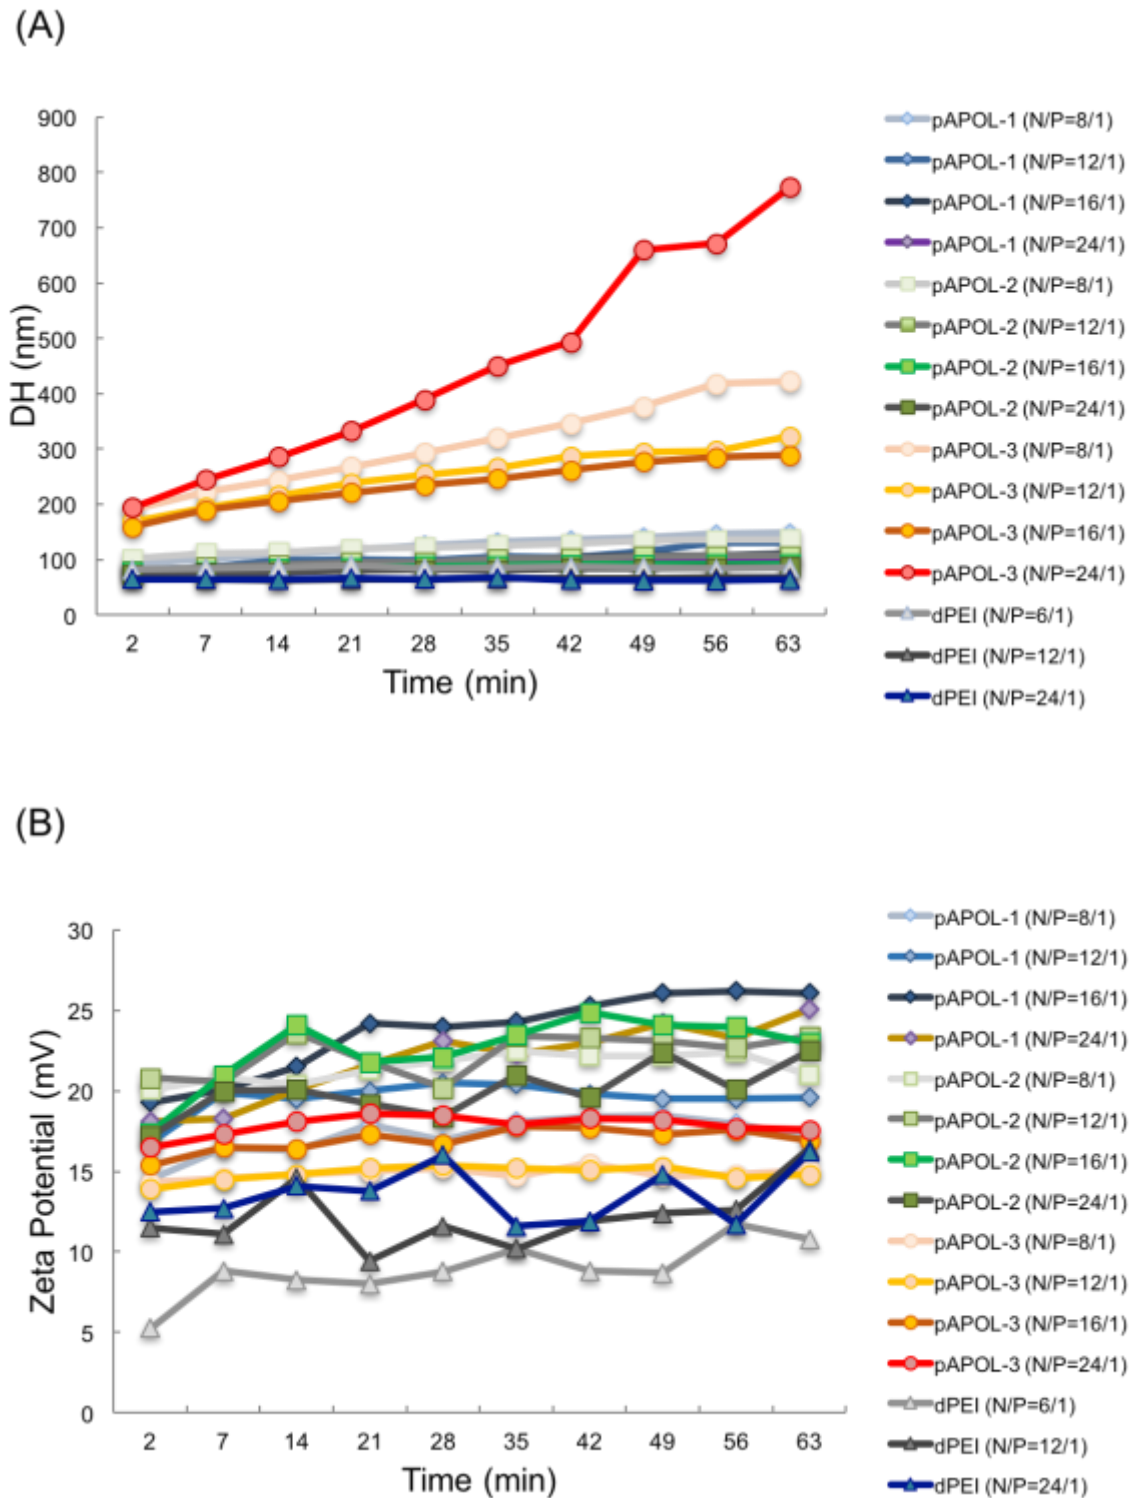 (A)
900
800
700
600
500
400
300
200
100
0
DH (nm)
2 7 14 21 28 35 42 49 56 63
Time (min)
pAPOL-1 (N/P=8/1)
pAPOL-1 (N/P=12/1)
pAPOL-1 (N/P=16/1)
pAPOL-1 (N/P=24/1)
pAPOL-2 (N/P=8/1)
pAPOL-2 (N/P=12/1)
pAPOL-2 (N/P=16/1)
pAPOL-2 (N/P=24/1)
pAPOL-3 (N/P=8/1)
pAPOL-3 (N/P=12/1)
pAPOL-3 (N/P=16/1)
pAPOL-3 (N/P=24/1)
dPEI (N/P=6/1)
dPEI (N/P=12/1)
dPEI (N/P=24/1)
(B)
30
25
20
15
10
5
0
Zeta Potential (mV)
2 7 14 21 28 35 42 49 56 63
Time (min)
pAPOL-1 (N/P=8/1)
pAPOL-1 (N/P=12/1)
pAPOL-1 (N/P=16/1)
pAPOL-1 (N/P=24/1)
pAPOL-2 (N/P=8/1)
pAPOL-2 (N/P=12/1)
pAPOL-2 (N/P=16/1)
pAPOL-2 (N/P=24/1)
pAPOL-3 (N/P=8/1)
pAPOL-3 (N/P=12/1)
pAPOL-3 (N/P=16/1)
pAPOL-3 (N/P=24/1)
dPEI (N/P=6/1)
dPEI (N/P=12/1)
dPEI (N/P=24/1)